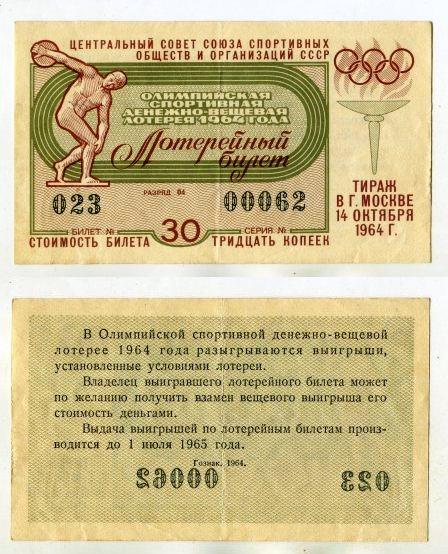 ЦЕНТРАЛЬНЫЙ СОВЕТ СОЮЗА СПОРТИВНЫХ
ОБЩЕСТВ И ОРГАНИЗАЦИЙ СССР
ОЛИМПИЙСКАЯ
СПОРТИВНАЯ
ДЕНЕЖНО-ВЕЩЕВАЯ
ЛОТЕРЕЯ 1964 ГОДА
Лотерейный
билет
РАЗРЯД 04
023 00062
БИЛЕТ № СЕРИЯ №
СТОИМОСТЬ БИЛЕТА 30 ТРИДЦАТЬ КОПЕЕК
ТИРАЖ
В Г. МОСКВЕ
14 ОКТЯБРЯ
1964 Г.
В Олимпийской спортивной денежно-вещевой
лотерее 1964 года разыгрываются выигрыши,
установленные условиями лотереи.
Владелец выигравшего лотерейного билета может
по желанию получить взамен вещевого выигрыша его
стоимость деньгами.
Выдача выигрышей по лотерейным билетам произ-
водится до 1 июля 1965 года.
Гознак. 1964.
00062 023